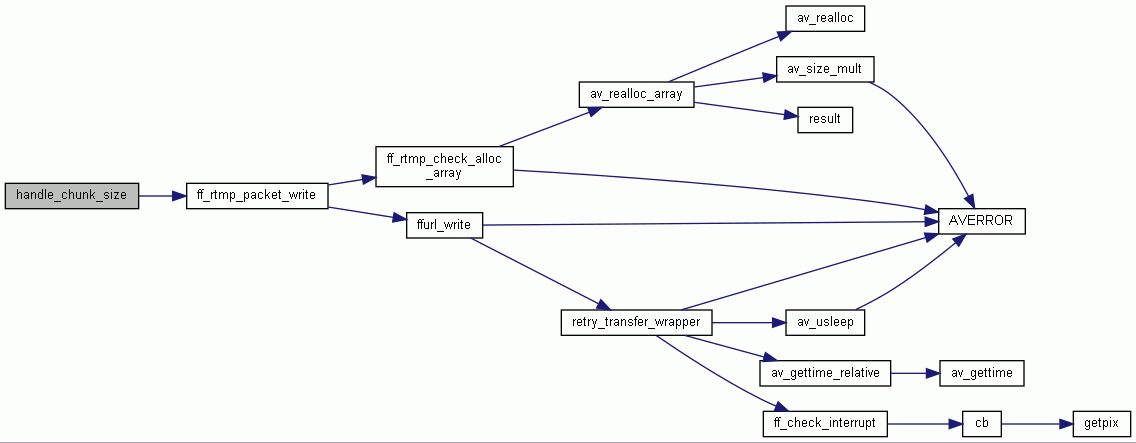 av_realloc
av_size_mult
av_realloc_array
result
ff_rtmp_check_alloc
_array
handle_chunk_size
ff_rtmp_packet_write
ffurl_write
AVERROR
retry_transfer_wrapper
av_usleep
av_gettime_relative
av_gettime
ff_check_interrupt
cb
getpix